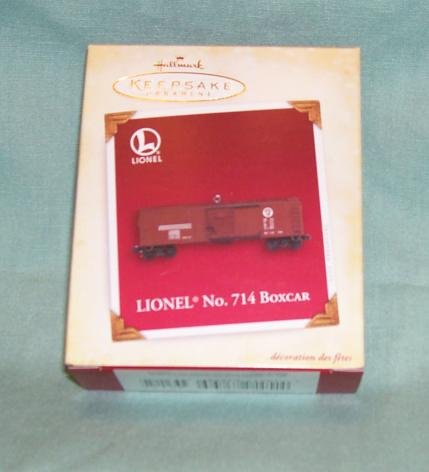 Hallmark
KEEPSAKE
ORNAMENT
L
LIONEL®
LIONEL® No. 714 BOXCAR
décoration des fêtes